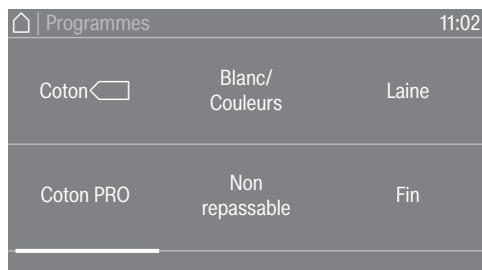 Programmes
11:02
Coton
Blanc/
Couleurs
Laine
Coton PRO
Non
repassable
Fin